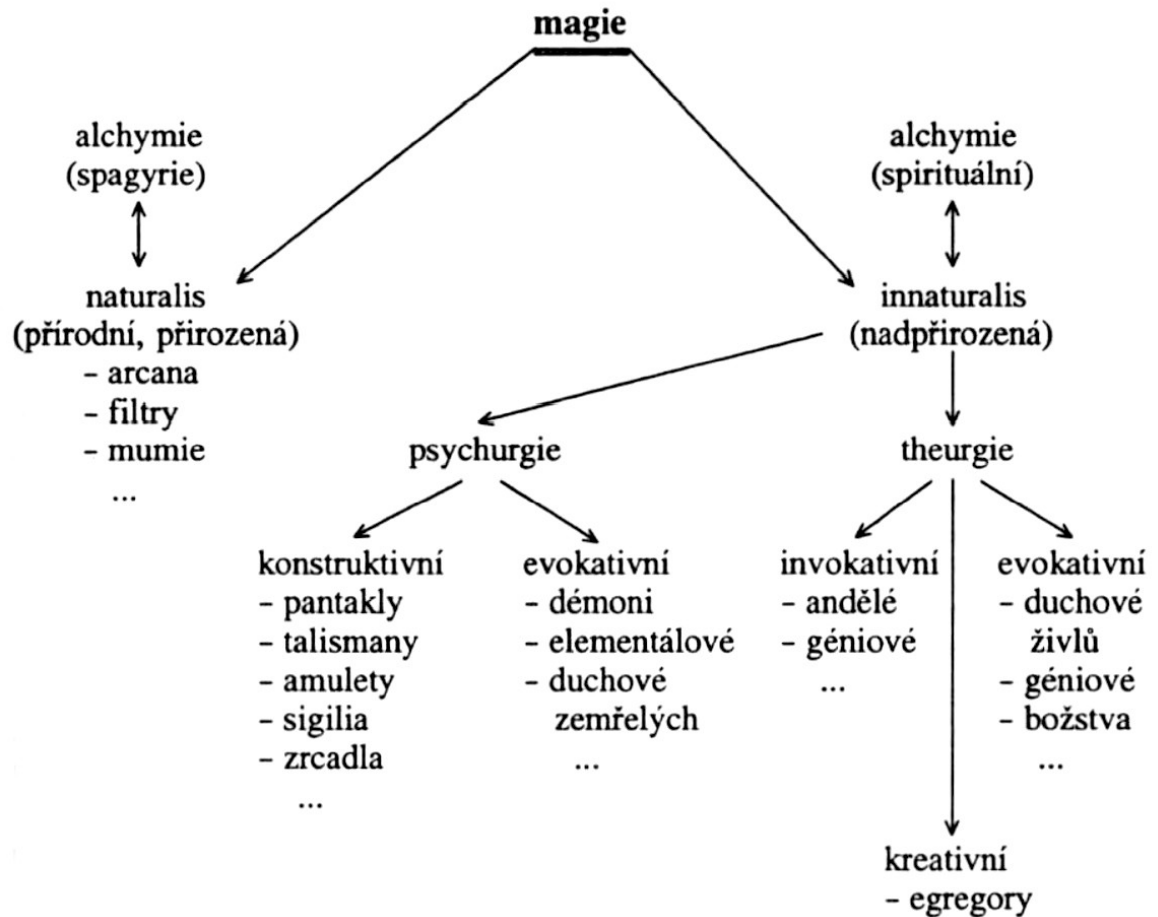 magie
alchymie
(spagyrie)
alchymie
(spirituální)
naturalis
(přírodní, přirozená)
- arcana
- filtry
- mumie
...
innaturalis
(nadpřirozená)
psychurgie
theurgie
konstruktivní
- pantakly
- talismany
- amulety
- sigilia
- zrcadla
...
evokativní
- démoni
- elementálové
- duchové
zemřelých
...
invokativní
- andělé
- géniové
...
evokativní
- duchové
živlů
- géniové
- božstva
...
kreativní
- egregory